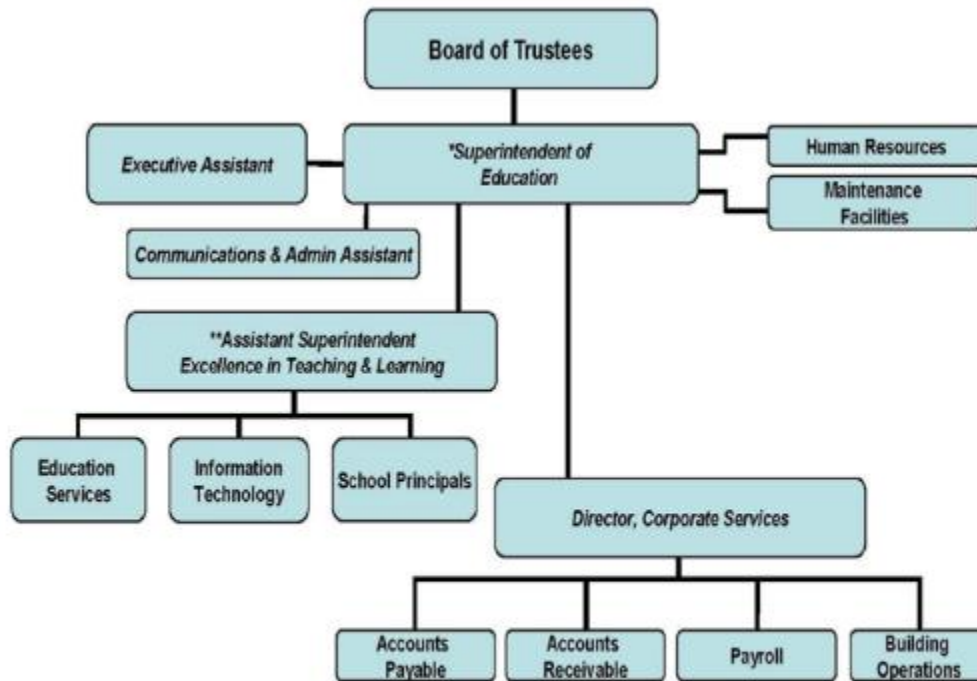 Board of Trustees
Executive Assistant
*Superintendent of
Education
Human Resources
Maintenance
Facilities
Communications & Admin Assistant
**Assistant Superintendent
Excellence in Teaching & Learning
Education
Services
Information
Technology
School Principals
Director, Corporate Services
Accounts
Payable
Accounts
Receivable
Payroll
Building
Operations